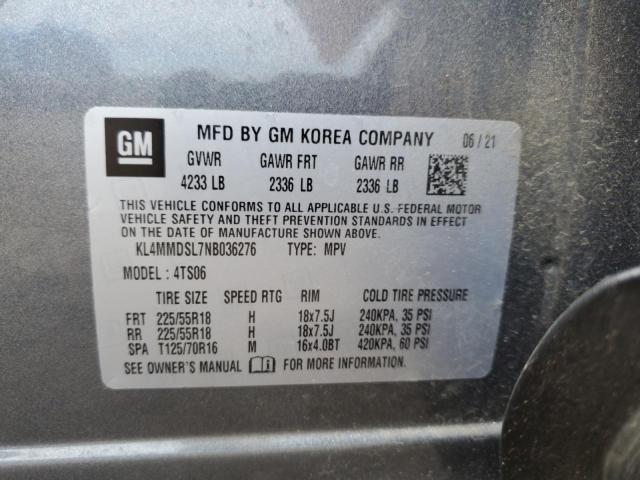 GM MFD BY GM KOREA COMPANY 06/21
GVWR GAWR FRT GAWR RR
4233 LB 2336 LB 2336 LB
THIS VEHICLE CONFORMS TO ALL APPLICABLE U.S. FEDERAL MOTOR
VEHICLE SAFETY AND THEFT PREVENTION STANDARDS IN EFFECT
ON THE DATE OF MANUFACTURE SHOWN ABOVE.
KL4MMDSL7NB036276 TYPE: MPV
MODEL: 4TS06
TIRE SIZE SPEED RTG RIM COLD TIRE PRESSURE
FRT 225/55R18 H 18x7.5J 240KPA, 35 PSI
RR 225/55R18 H 18x7.5J 240KPA, 35 PSI
SPA T125/70R16 M 16x4.0BT 420KPA, 60 PSI
SEE OWNER'S MANUAL FOR MORE INFORMATION.